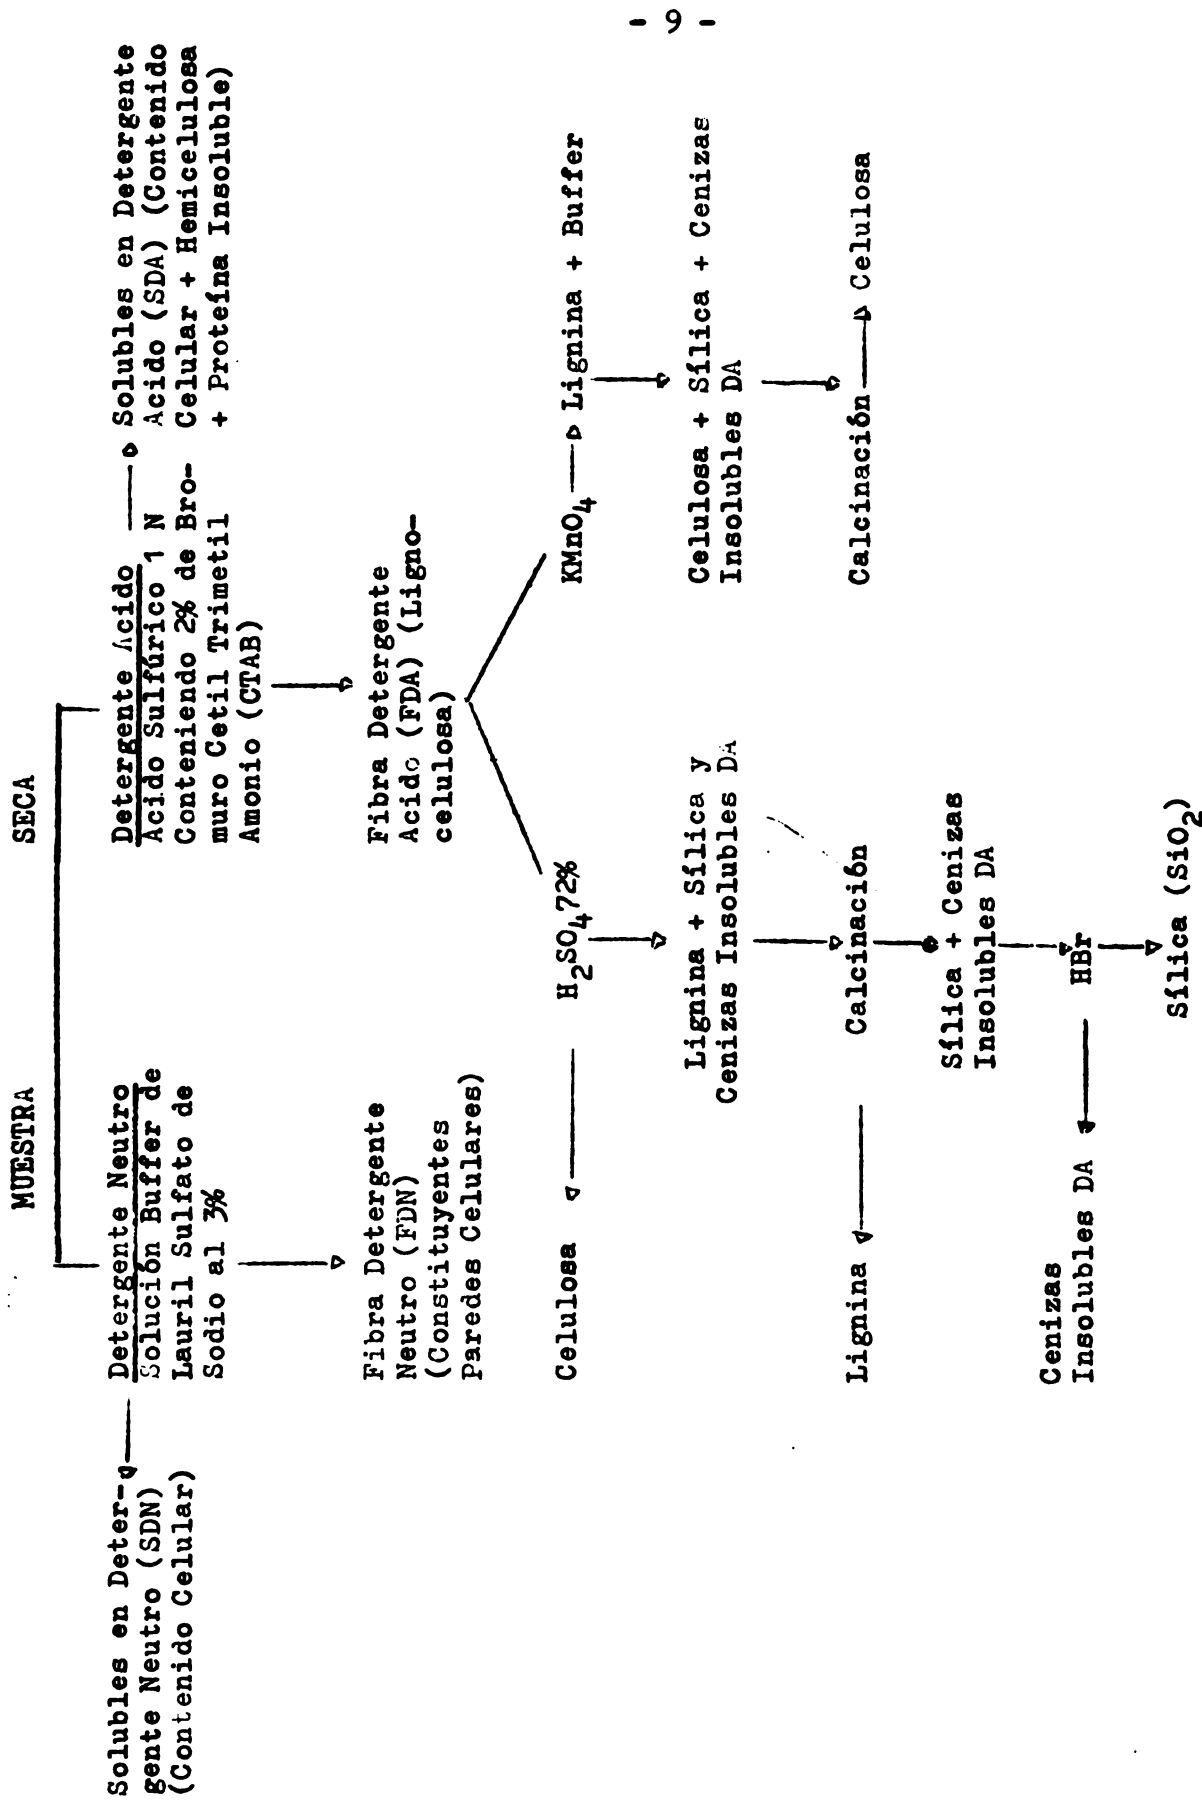 - 9 -
MUESTRA SECA
Solubles en Deter-
gente Neutro (SDN)
(Contenido Celular)
Detergente Neutro
Solución Buffer de
Lauril Sulfato de
Sodio al 3%
Detergente Acido
Acido Sulfúrico 1 N
Conteniendo 2% de Bro-
muro Cetil Trimetil
Amonio (CTAB)
Solubles en Detergente
Acido (SDA) (Contenido
Celular + Hemicelulosa
+ Proteína Insoluble)
Fibra Detergente
Neutro (FDN)
(Constituyentes
Paredes Celulares)
Fibra Detergente
Acido (FDA) (Ligno-
celulosa)
Celulosa
H2SO4 72%
KMnO4
Lignina + Buffer
Lignina + Sílica y
Cenizas Insolubles DA
Celulosa + Sílica + Cenizas
Insolubles DA
Lignina
Calcinación
Calcinación
Celulosa
Sílica + Cenizas
Insolubles DA
Cenizas
Insolubles DA
HBr
Sílica (SiO2)